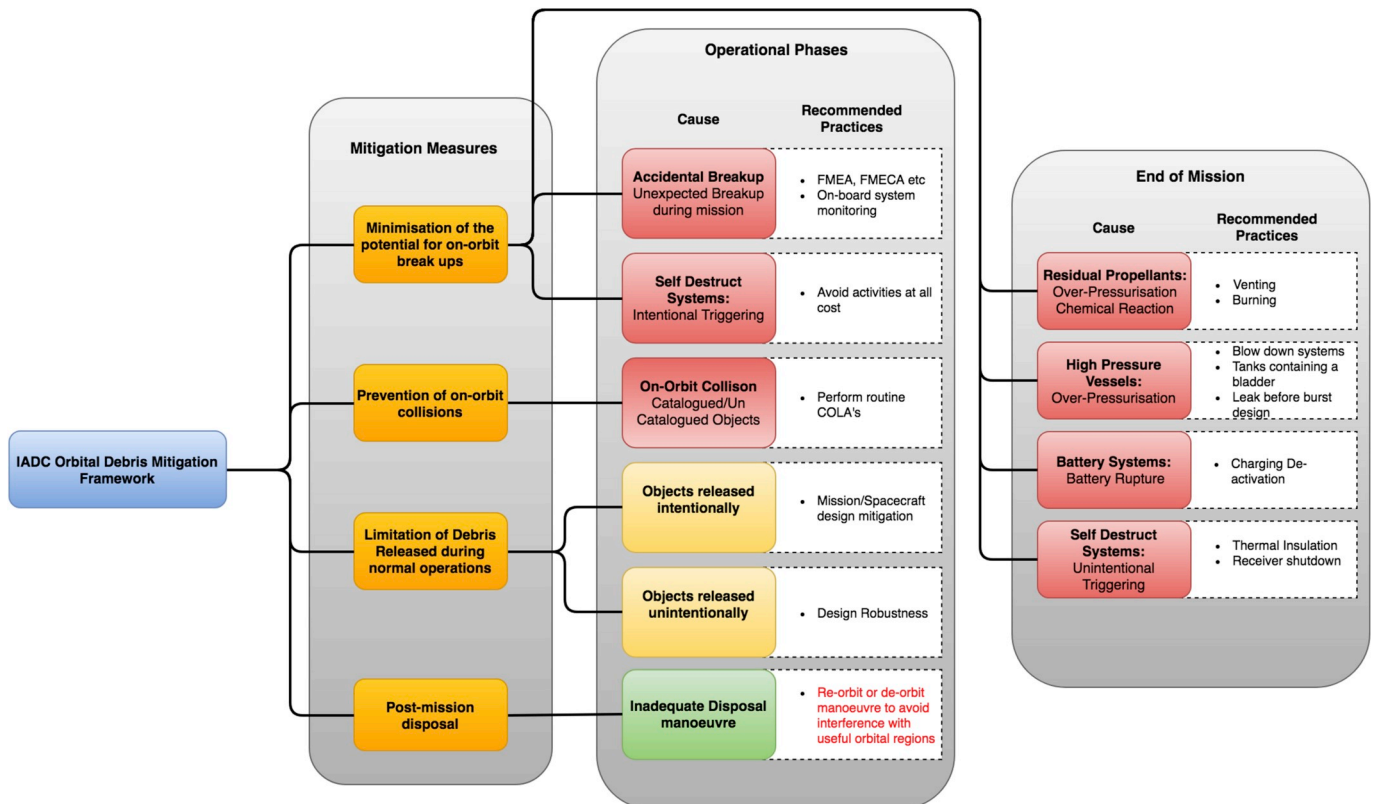 IADC Orbital Debris Mitigation
Framework
Mitigation Measures
Minimisation of the
potential for on-orbit
break ups
Prevention of on-orbit
collisions
Limitation of Debris
Released during
normal operations
Post-mission
disposal
Operational Phases
Cause
Recommended
Practices
Accidental Breakup
Unexpected Breakup
during mission
• FMEA, FMECA etc
• On-board system
monitoring
Self Destruct
Systems:
Intentional Triggering
• Avoid activities at all
cost
On-Orbit Collison
Catalogued/Un
Catalogued Objects
• Perform routine
COLA's
Objects released
intentionally
• Mission/Spacecraft
design mitigation
Objects released
unintentionally
• Design Robustness
Inadequate Disposal
manoeuvre
• Re-orbit or de-orbit
manoeuvre to avoid
interference with
useful orbital regions
End of Mission
Cause
Recommended
Practices
Residual Propellants:
Over-Pressurisation
Chemical Reaction
• Venting
• Burning
High Pressure
Vessels:
Over-Pressurisation
• Blow down systems
• Tanks containing a
bladder
• Leak before burst
design
Battery Systems:
Battery Rupture
• Charging De-
activation
Self Destruct
Systems:
Unintentional
Triggering
• Thermal Insulation
• Receiver shutdown